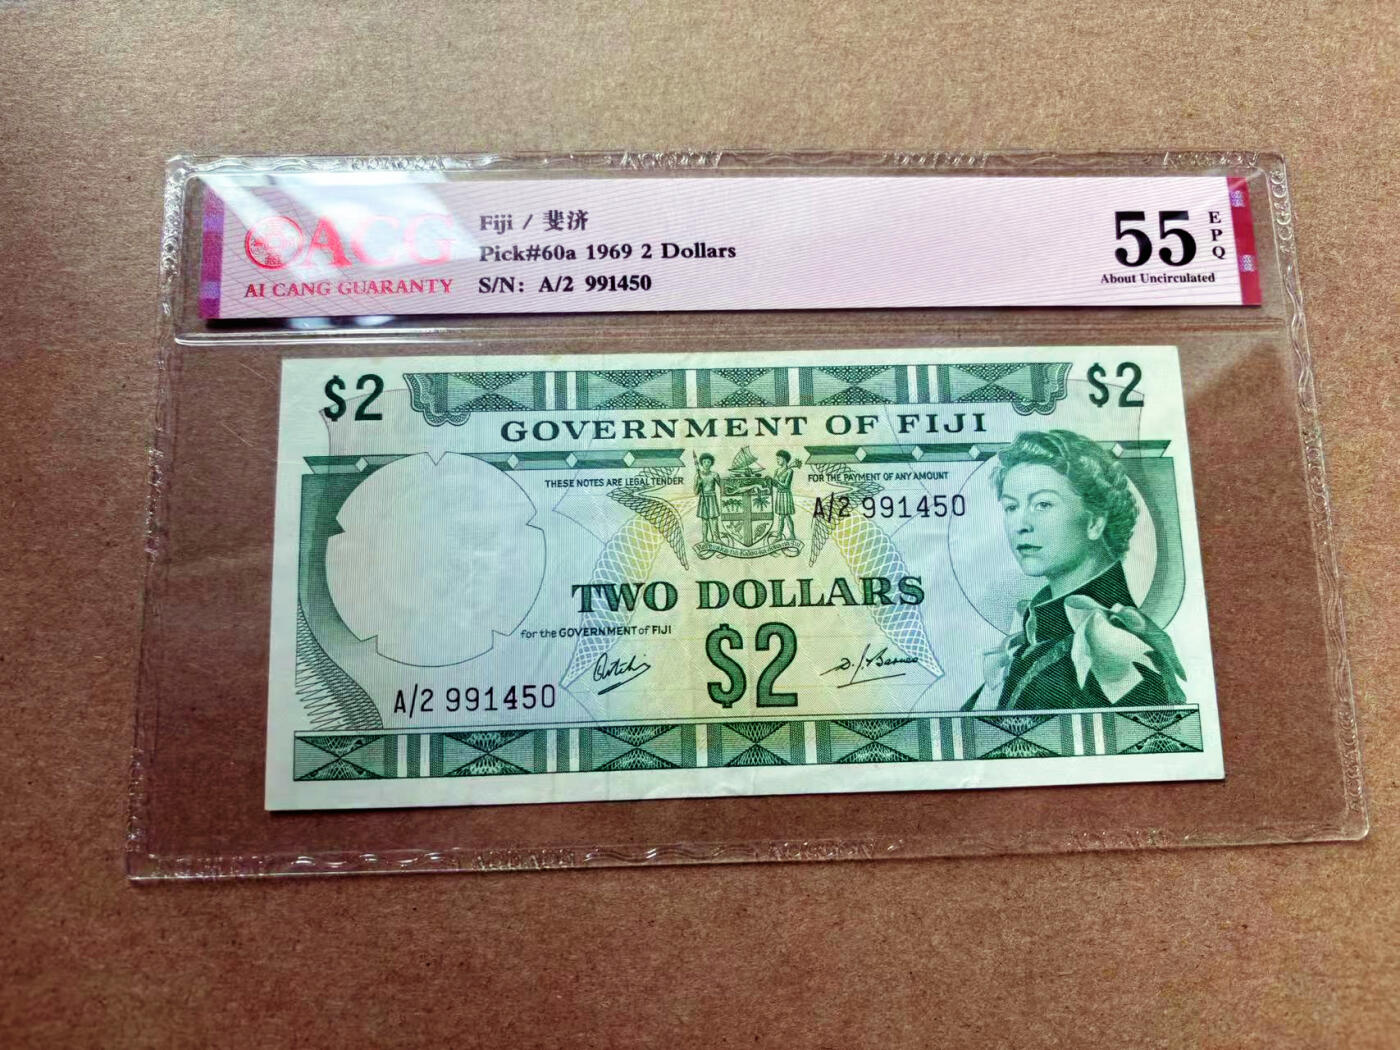 ACG
AI CANG GUARANTY
Fiji / 斐济
Pick#60a 1969 2 Dollars
S/N: A/2 991450
55
EPQ
About Uncirculated
$2
$2
GOVERNMENT OF FIJI
THESE NOTES ARE LEGAL TENDER
FOR THE PAYMENT OF ANY AMOUNT
A/2 991450
TWO DOLLARS
for the GOVERNMENT of FIJI
$2
A/2 991450